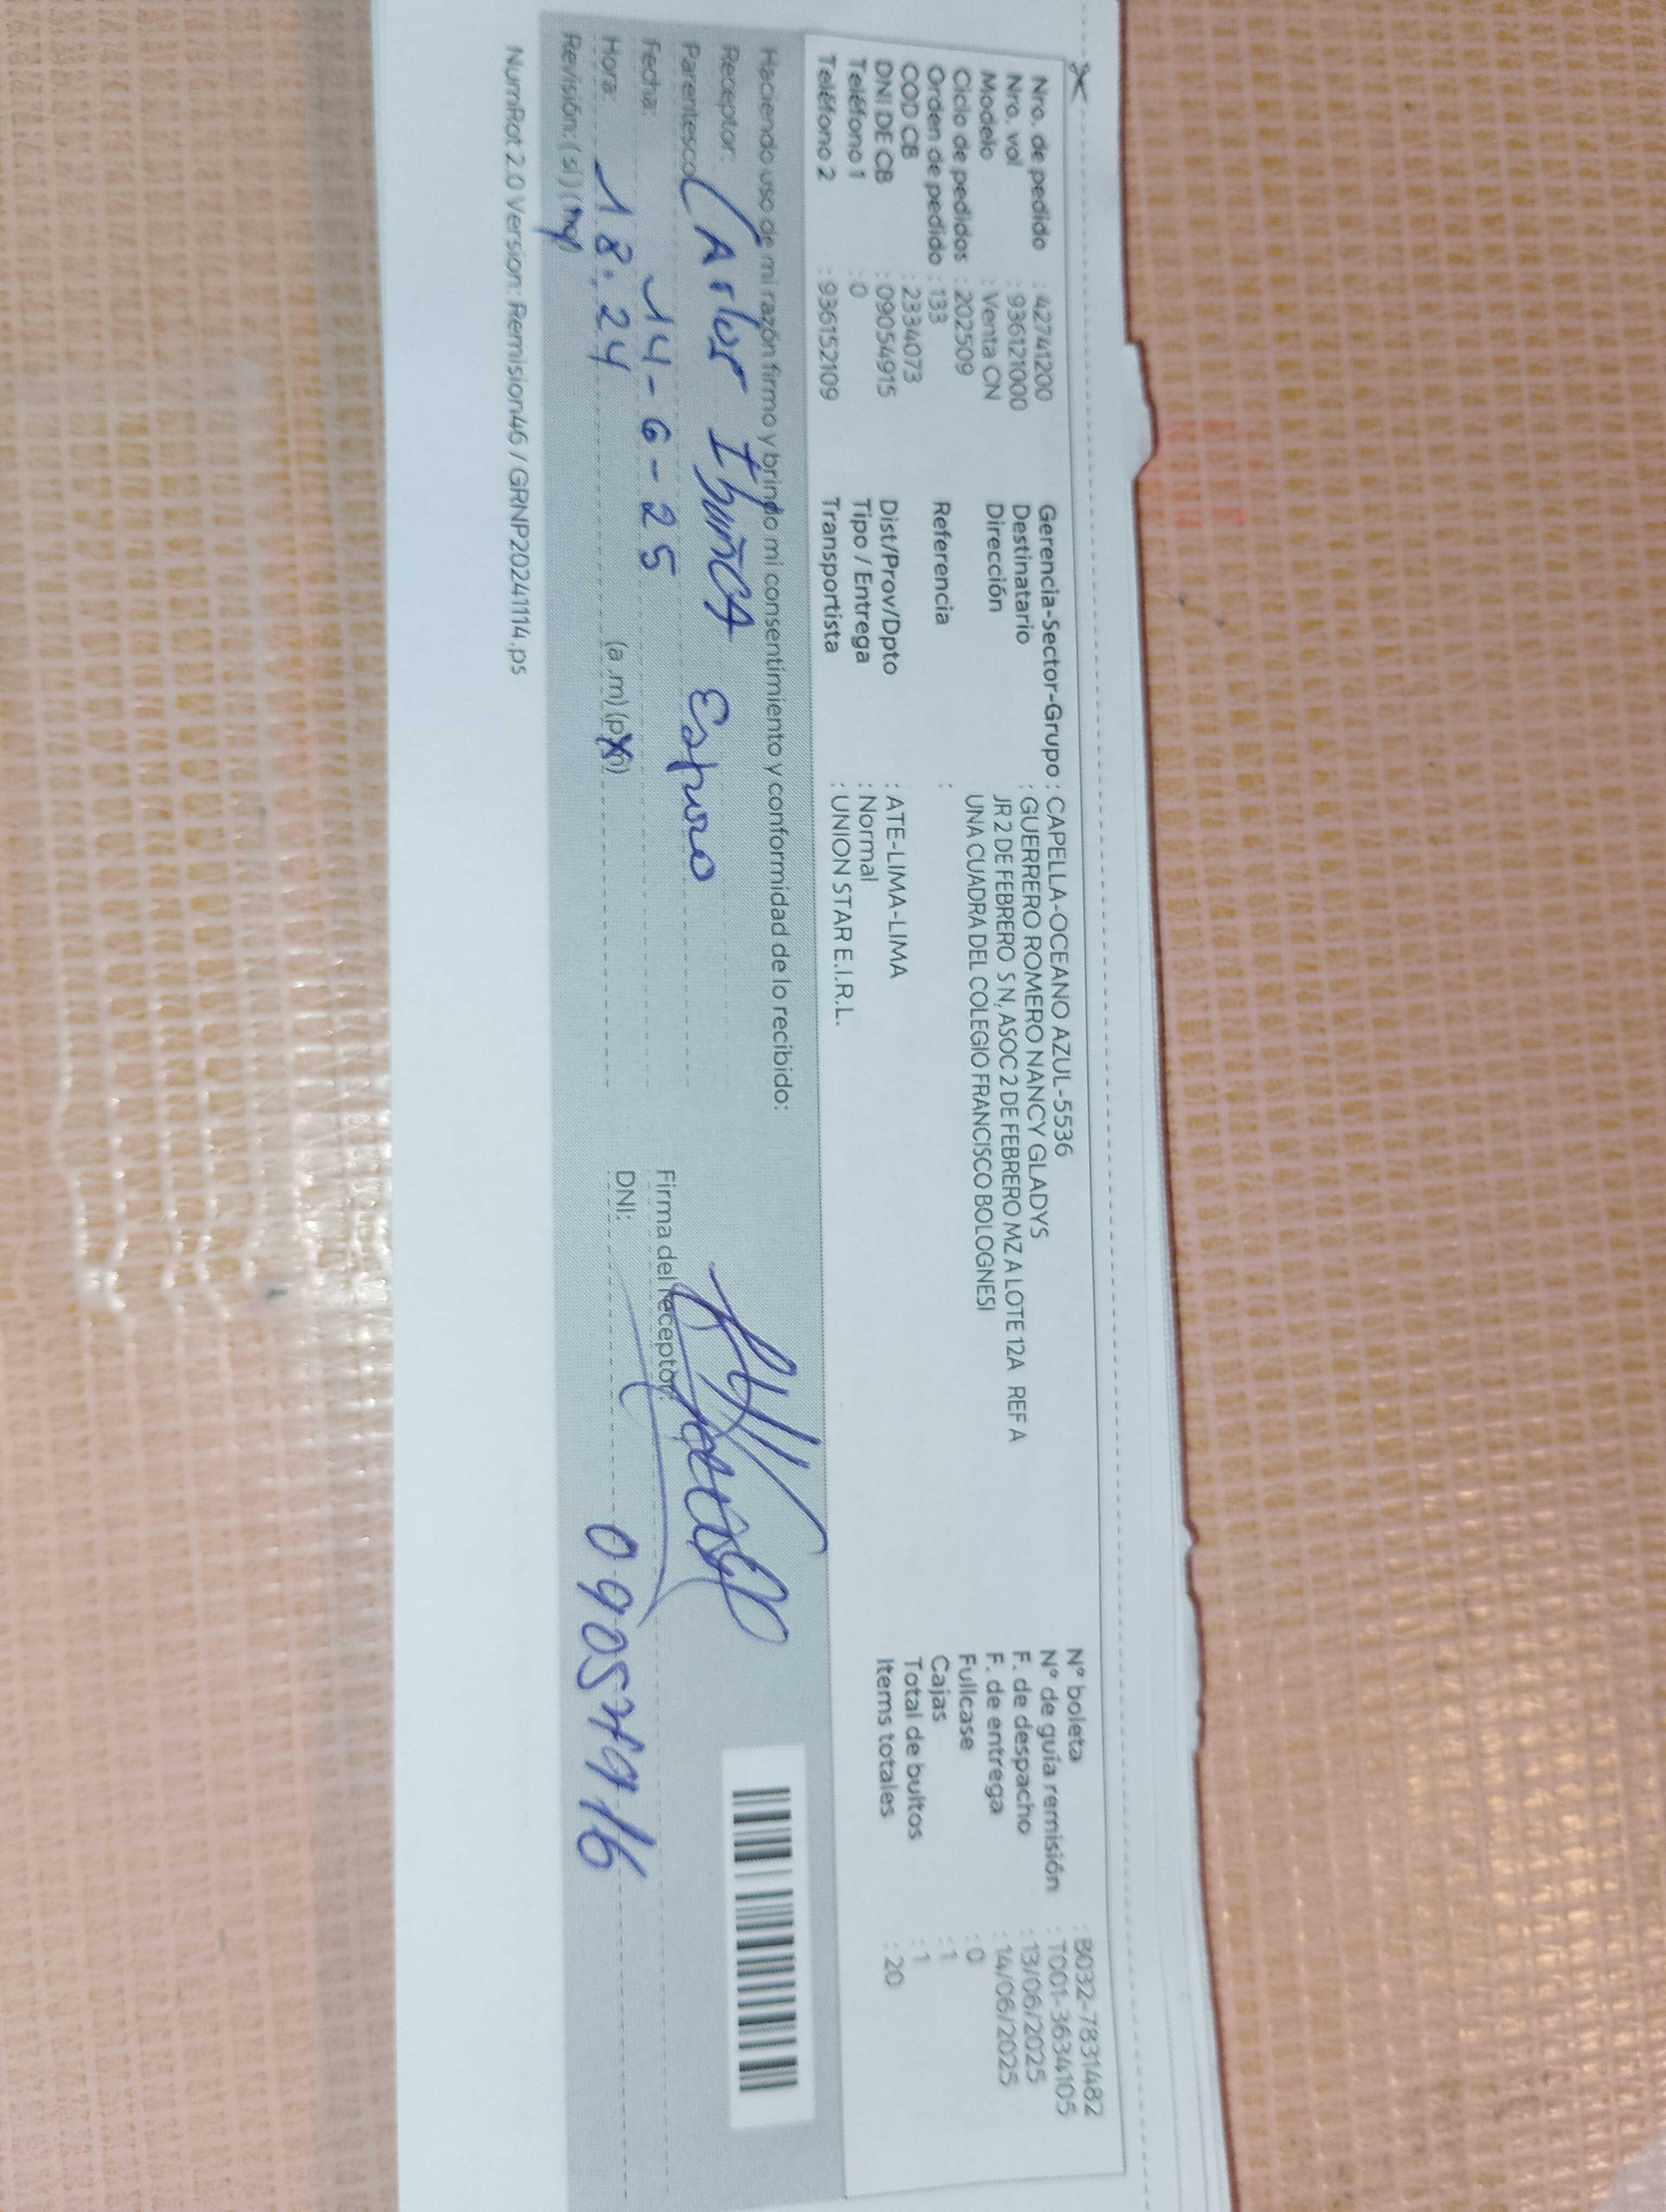 Nro. de pedido : 42741200
Nro. vol : 936121000
Modelo : Venta CN
Ciclo de pedidos : 202509
Orden de pedido : 133
COD CB : 2334073
DNI DE CB : 09054915
Teléfono 1 : 0
Teléfono 2 : 936152109
Gerencia-Sector-Grupo : CAPELLA-OCEANO AZUL-5536
Destinatario : GUERRERO ROMERO NANCY GLADYS
Dirección JR 2 DE FEBRERO S N, ASOC 2 DE FEBRERO MZ A LOTE 12A REF A
UNA CUADRA DEL COLEGIO FRANCISCO BOLOGNESI
Referencia :
Dist/Prov/Dpto : ATE-LIMA-LIMA
Tipo / Entrega : Normal
Transportista : UNION STAR E.I.R.L.
N° boleta : B032-7831482
N° de guía remisión : T001-3634105
F. de despacho : 13/06/2025
F. de entrega : 14/06/2025
Fullcase : 0
Cajas : 1
Total de bultos : 1
Items totales : 20
Haciendo uso de mi razón firmo y brindo mi consentimiento y conformidad de lo recibido:
Receptor:
Parentesco: Carlos Esposo
Fecha: 14-6-25
Hora: 18:24 (a.m) (p.m)
Revisión: (si) (no)
Firma del receptor:
DNI:
NumRot 2.0 Version: Remision46 / GRNP20241114.ps